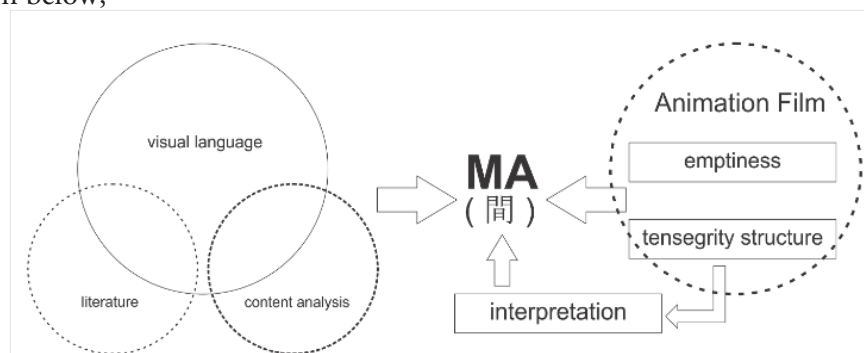 below,
visual language
literature
content analysis
MA
(間)
Animation Film
emptiness
tensegrity structure
interpretation